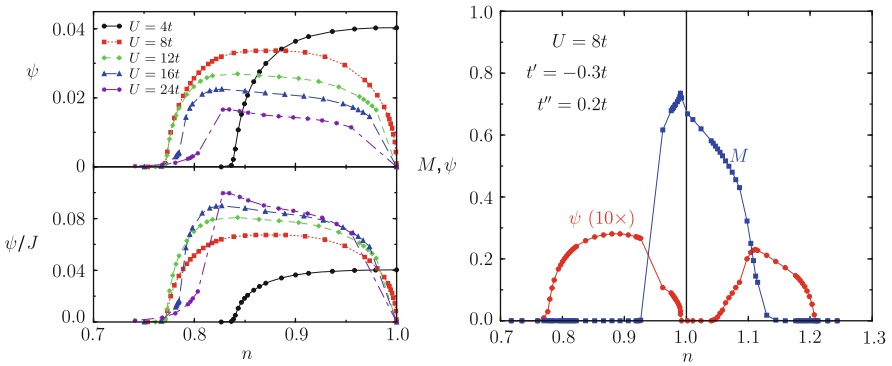 0.04
ψ
0.02
0.0
U = 4t
U = 8t
U = 12t
U = 16t
U = 24t
0.08
ψ/J
0.04
0.0
0.7 0.8 0.9 1.0
n
1.0
0.8
0.6
M, ψ
0.4
0.2
0.0
U = 8t
t′ = −0.3t
t″ = 0.2t
M
ψ (10×)
0.7 0.8 0.9 1.0 1.1 1.2 1.3
n